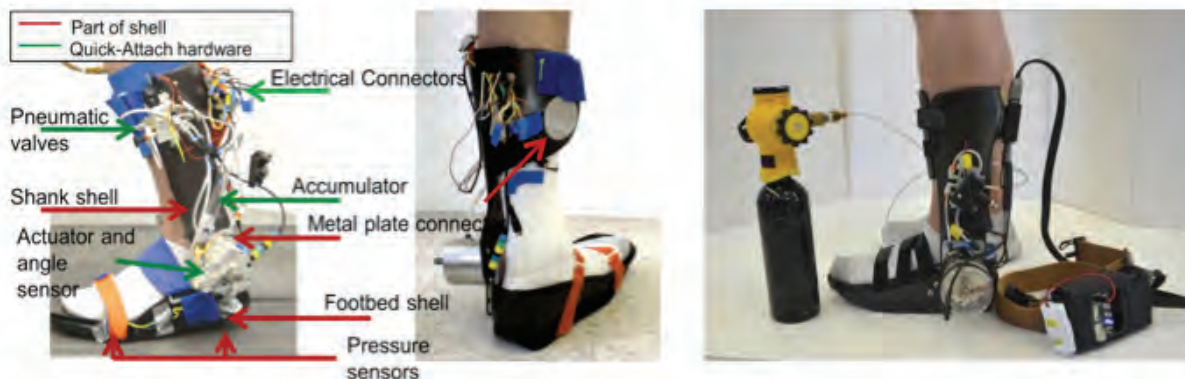 Part of shell
Quick-Attach hardware
Electrical Connectors
Pneumatic
valves
Shank shell
Accumulator
Metal plate connect
Actuator and
angle
sensor
Footbed shell
Pressure
sensors